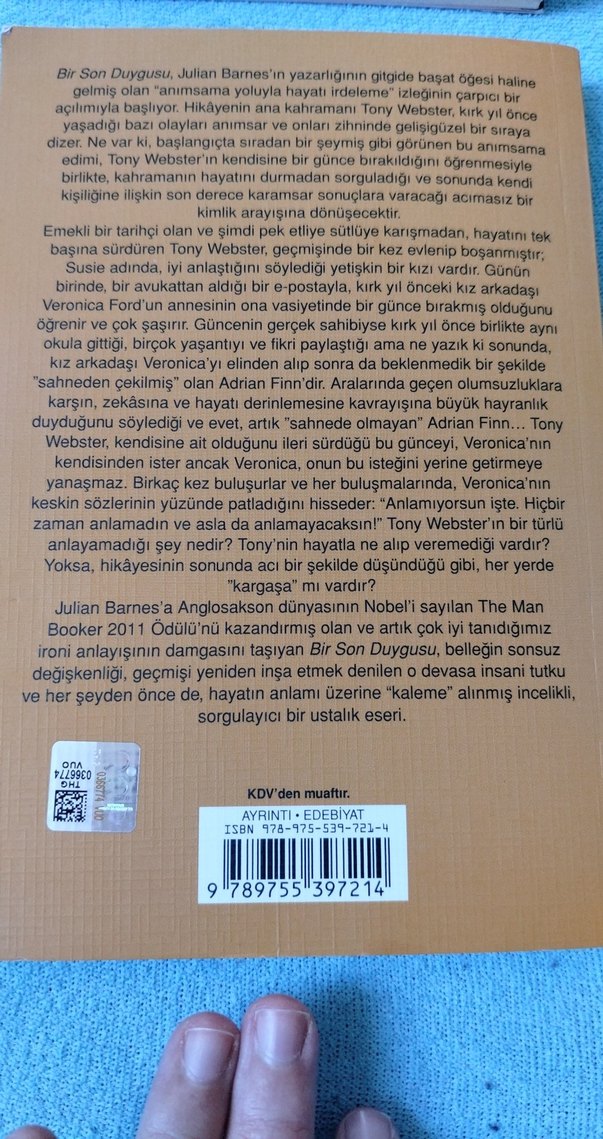 Bir Son Duygusu, Julian Barnes'ın yazarlığının gitgide başat öğesi haline
gelmiş olan “anımsama yoluyla hayatı irdeleme” izleğinin çarpıcı bir
açılımıyla başlıyor. Hikâyenin ana kahramanı Tony Webster, kırk yıl önce
yaşadığı bazı olayları anımsar ve onları zihninde gelişigüzel bir sıraya
dizer. Ne var ki, başlangıçta sıradan bir şeymiş gibi görünen bu anımsama
edimi, Tony Webster'ın kendisine bir günce bırakıldığını öğrenmesiyle
birlikte, kahramanın hayatını durmadan sorguladığı ve sonunda kendi
kişiliğine ilişkin son derece karamsar sonuçlara varacağı acımasız bir
kimlik arayışına dönüşecektir.
Emekli bir tarihçi olan ve şimdi pek etliye sütlüye karışmadan, hayatını tek
başına sürdüren Tony Webster, geçmişinde bir kez evlenip boşanmıştır;
Susie adında, iyi anlaştığını söylediği yetişkin bir kızı vardır. Günün
birinde, bir avukattan aldığı bir e-postayla, kırk yıl önceki kız arkadaşı
Veronica Ford'un annesinin ona vasiyetinde bir günce bırakmış olduğunu
öğrenir ve çok şaşırır. Güncenin gerçek sahibiyse kırk yıl önce birlikte aynı
okula gittiği, birçok yaşantıyı ve fikri paylaştığı ama ne yazık ki sonunda,
kız arkadaşı Veronica'yı elinden alıp sonra da beklenmedik bir şekilde
”sahneden çekilmiş” olan Adrian Finn'dir. Aralarında geçen olumsuzluklara
karşın, zekâsına ve hayatı derinlemesine kavrayışına büyük hayranlık
duyduğunu söylediği ve evet, artık ”sahnede olmayan” Adrian Finn... Tony
Webster, kendisine ait olduğunu ileri sürdüğü bu günceyi, Veronica'nın
kendisinden ister ancak Veronica, onun bu isteğini yerine getirmeye
yanaşmaz. Birkaç kez buluşurlar ve her buluşmalarında, Veronica'nın
keskin sözlerinin yüzünde patladığını hisseder: “Anlamıyorsun işte. Hiçbir
zaman anlamadın ve asla da anlamayacaksın!” Tony Webster'ın bir türlü
anlayamadığı şey nedir? Tony'nin hayatla ne alıp veremediği vardır?
Yoksa, hikâyesinin sonunda acı bir şekilde düşündüğü gibi, her yerde
”kargaşa” mı vardır?
Julian Barnes'a Anglosakson dünyasının Nobel'i sayılan The Man
Booker 2011 Ödülü'nü kazandırmış olan ve artık çok iyi tanıdığımız
ironi anlayışının damgasını taşıyan Bir Son Duygusu, belleğin sonsuz
değişkenliği, geçmişi yeniden inşa etmek denilen o devasa insani tutku
ve her şeyden önce de, hayatın anlamı üzerine “kaleme” alınmış incelikli,
sorgulayıcı bir ustalık eseri.
THG
0366774
VUO
0366774 VUO
KDV'den muaftır.
AYRINTI • EDEBİYAT
ISBN 978-975-539-721-4
9 789755 397214